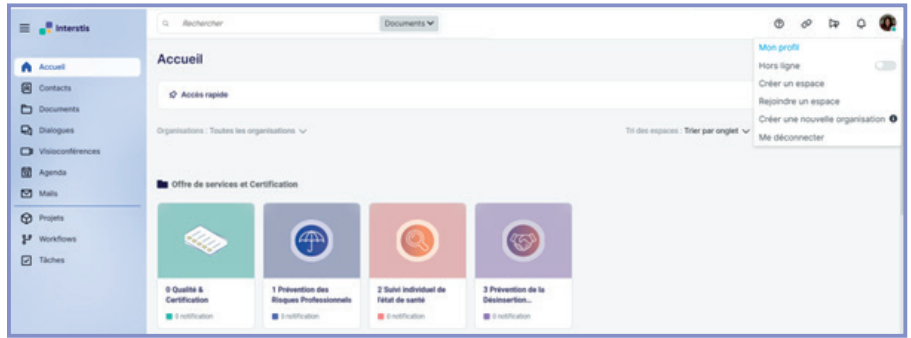 Interstis
Rechercher
Documents
Accueil
Contacts
Documents
Dialogues
Visioconférences
Agenda
Mails
Projets
Workflows
Tâches
Accueil
Accès rapide
Organisations : Toutes les organisations
Tri des espaces : Trier par onglet
Mon profil
Hors ligne
Créer un espace
Rejoindre un espace
Créer une nouvelle organisation
Me déconnecter
Offre de services et Certification
0 Qualité &
Certification
0 notification
1 Prévention des
Risques Professionnels
0 notification
2 Suivi individuel de
l'état de santé
0 notification
3 Prévention de la
Désinsertion...
0 notification